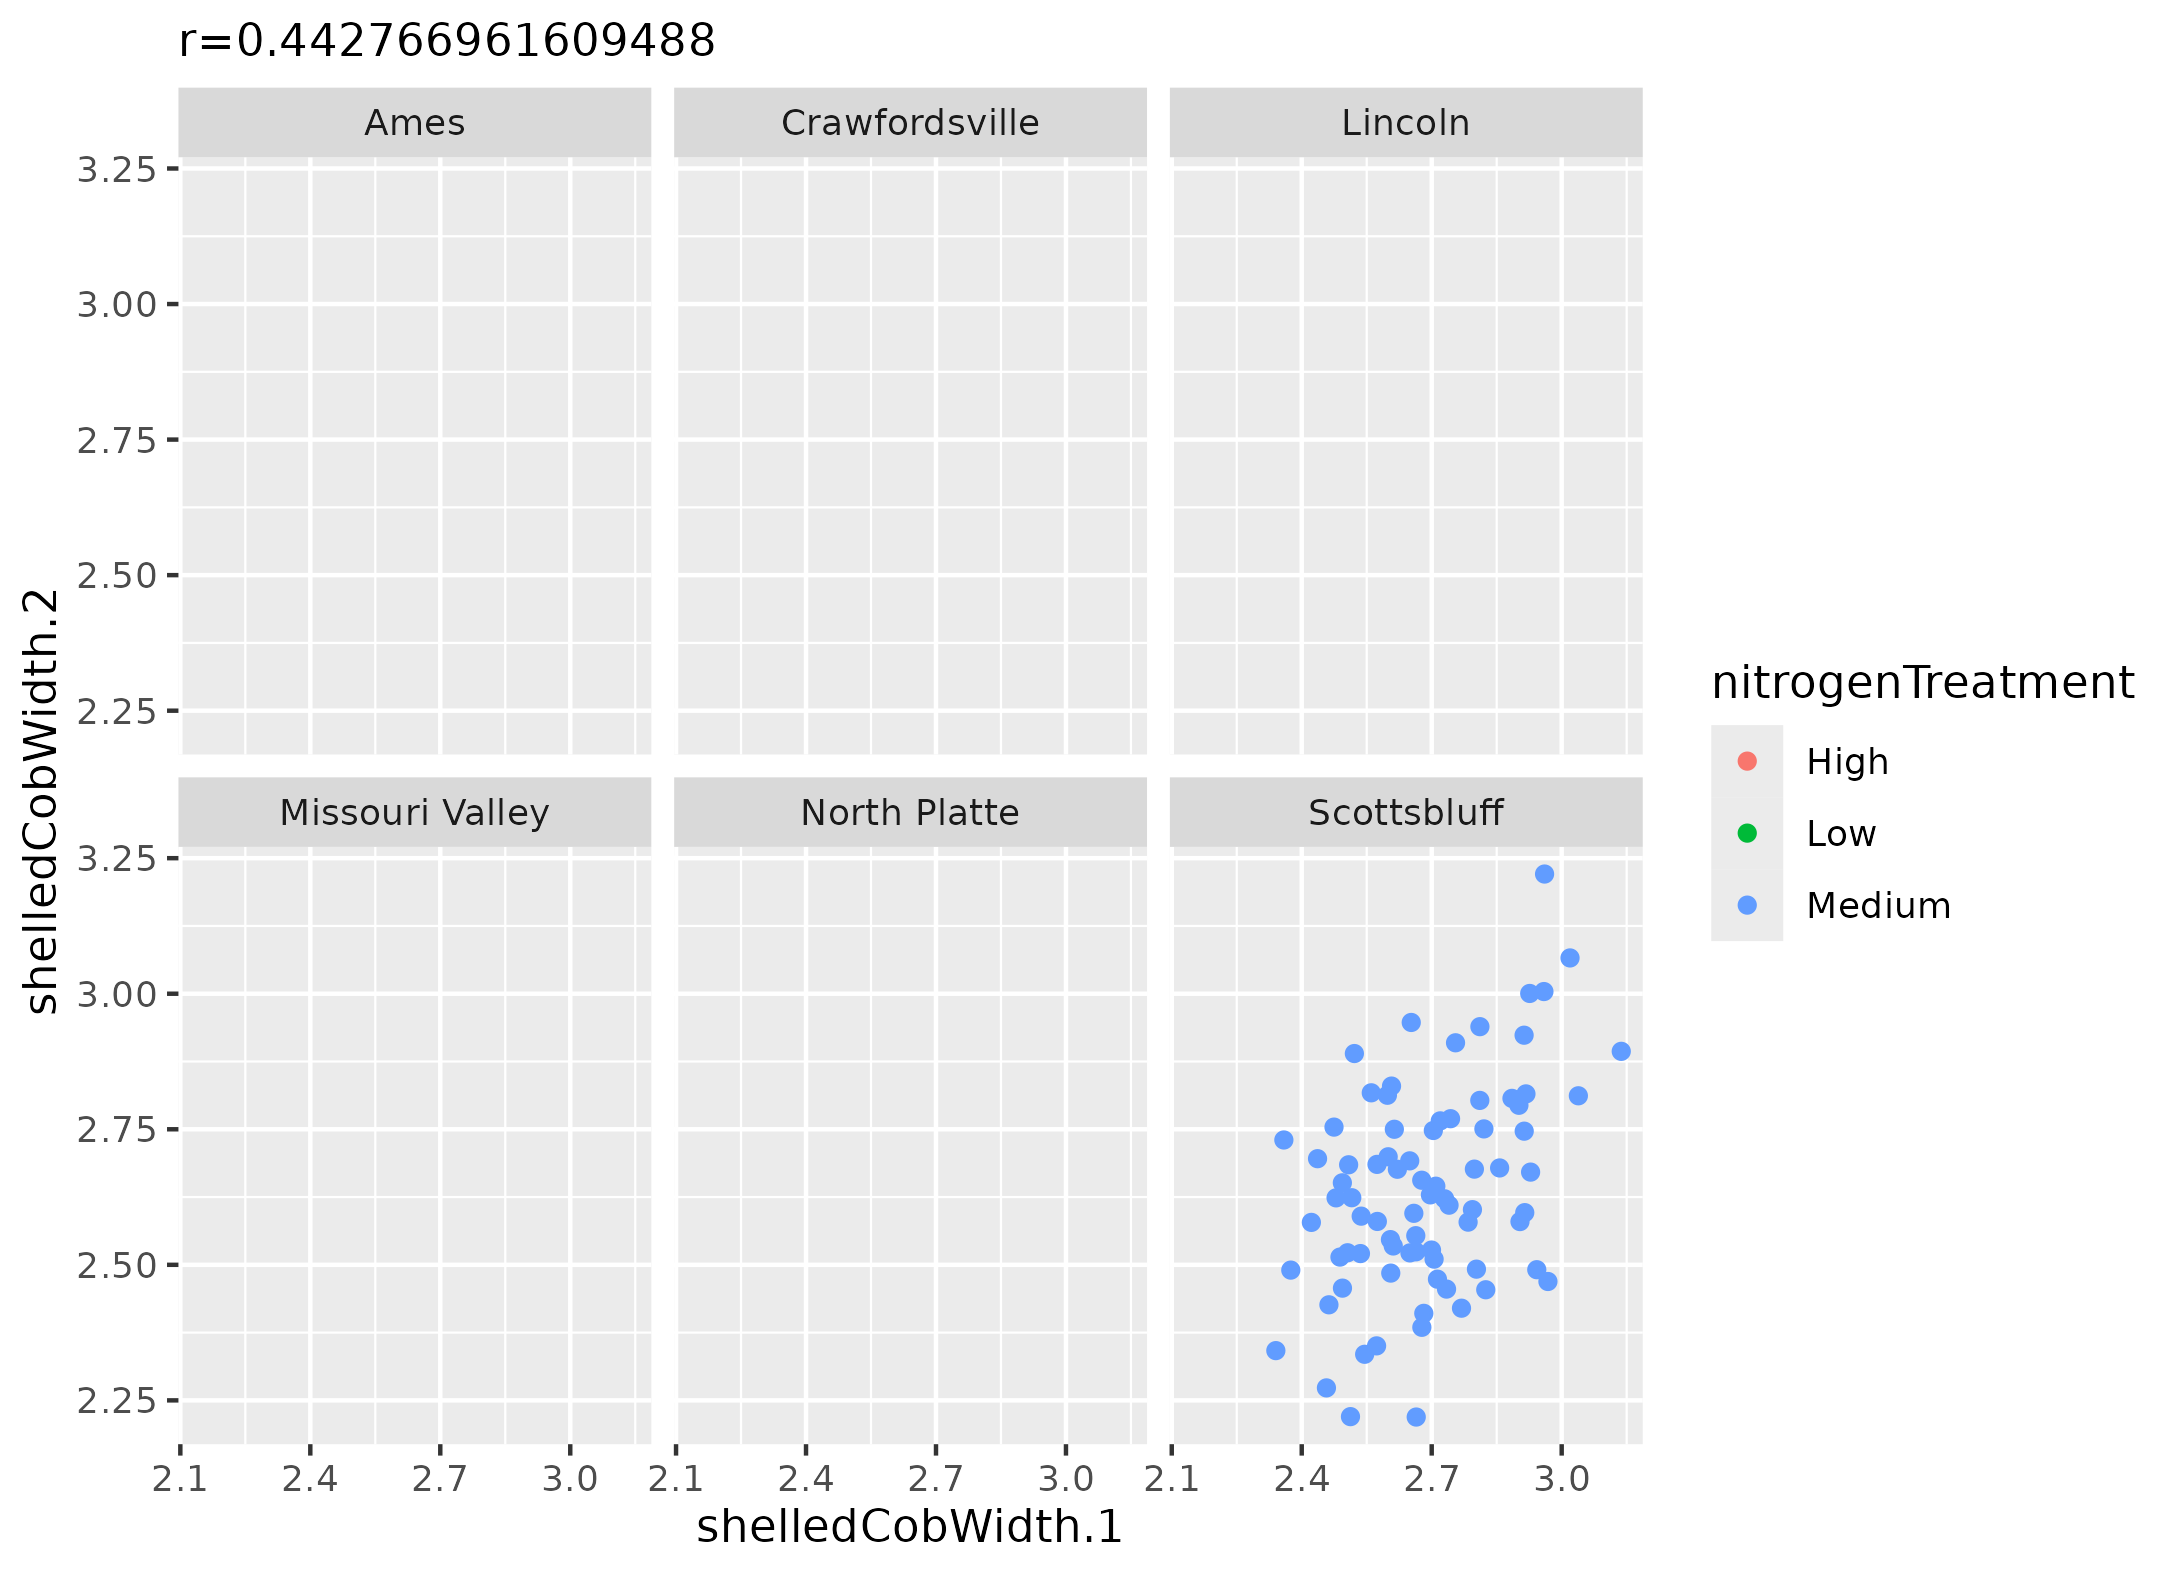 r=0.442766961609488
Ames
Crawfordsville
Lincoln
3.25
3.00
2.75
2.50
2.25
Missouri Valley
North Platte
Scottsbluff
3.25
3.00
2.75
2.50
2.25
2.1 2.4 2.7 3.0 2.1 2.4 2.7 3.0 2.1 2.4 2.7 3.0
shelledCobWidth.1
shelledCobWidth.2
nitrogenTreatment
High
Low
Medium